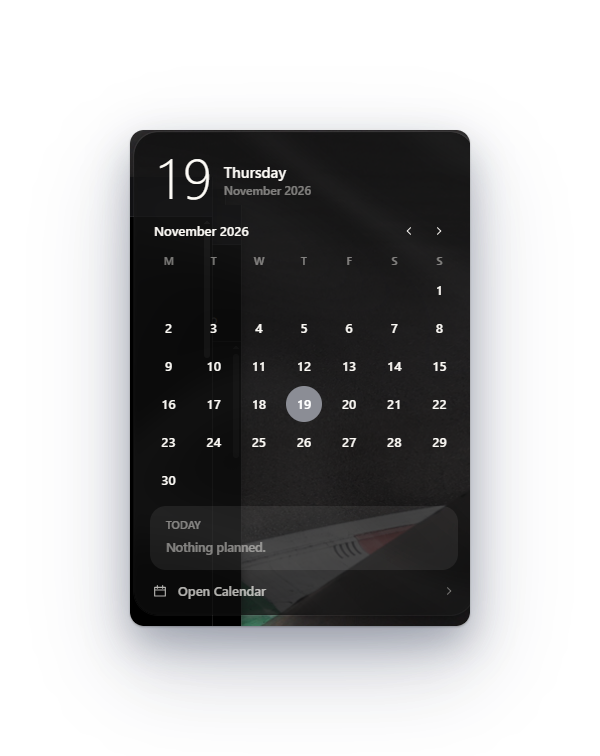 19
Thursday
November 2026
November 2026
M T W T F S S
1
2 3 4 5 6 7 8
9 10 11 12 13 14 15
16 17 18 19 20 21 22
23 24 25 26 27 28 29
30
TODAY
Nothing planned.
Open Calendar